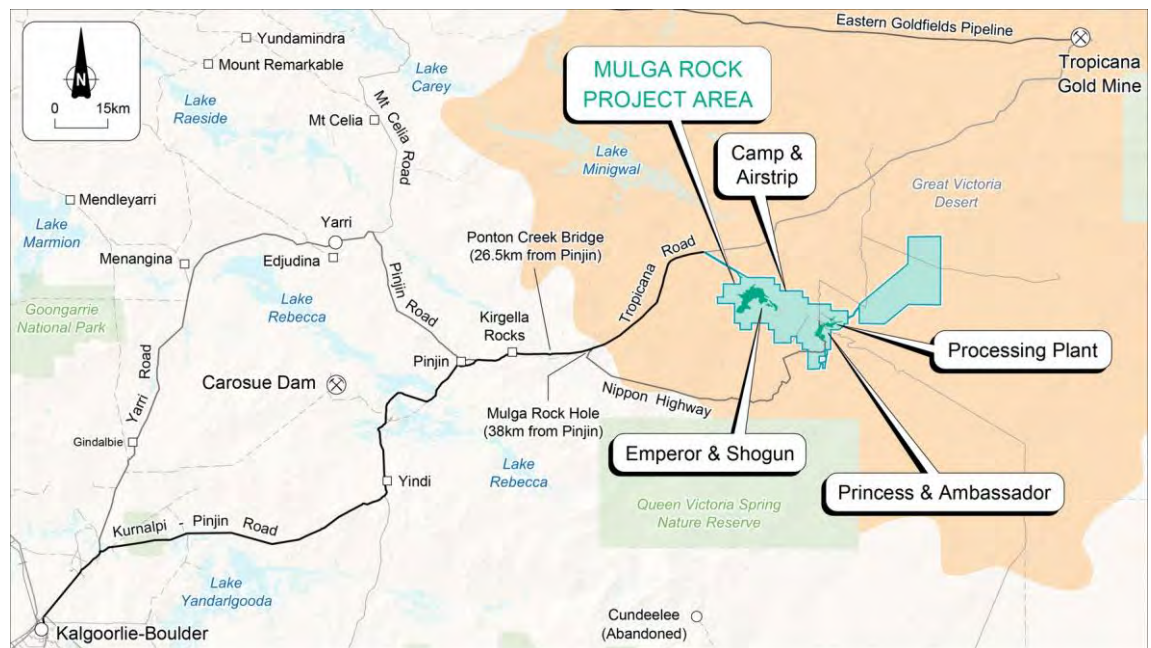 Eastern Goldfields Pipeline
Tropicana
Gold Mine
N
0 15km
Yundamindra
Mount Remarkable
Lake
Carey
Lake
Raeside
Mt Celia
Mt Celia Road
MULGA ROCK
PROJECT AREA
Camp &
Airstrip
Lake
Minigwal
Great Victoria
Desert
Mendleyarri
Lake
Marmion
Menangina
Yarri
Edjudina
Ponton Creek Bridge
(26.5km from Pinjin)
Tropicana Road
Goongarrie
National Park
Lake
Rebecca
Pinjin Road
Kirgella
Rocks
Pinjin
Processing Plant
Yarri Road
Carosue Dam
Nippon Highway
Mulga Rock Hole
(38km from Pinjin)
Gindalbie
Emperor & Shogun
Lake
Rebecca
Yindi
Princess & Ambassador
Queen Victoria Spring
Nature Reserve
Kurnalpi - Pinjin Road
Lake
Yandarlgooda
Cundeelee
(Abandoned)
Kalgoorlie-Boulder